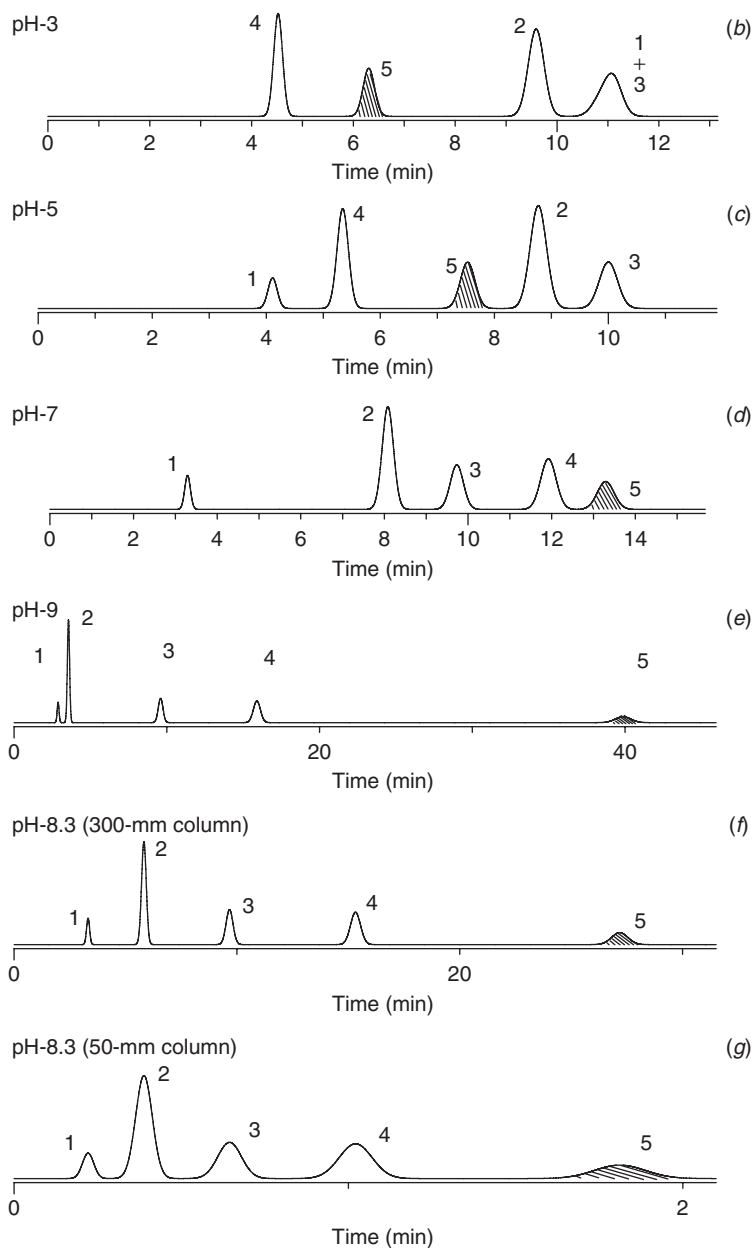 pH-3
(b)
4
5
2
1
+
3
0 2 4 6 8 10 12
Time (min)
pH-5
(c)
1
4
5
2
3
0 2 4 6 8 10
Time (min)
pH-7
(d)
1
2
3
4
5
0 2 4 6 8 10 12 14
Time (min)
pH-9
(e)
1
2
3
4
5
0 20 40
Time (min)
pH-8.3 (300-mm column)
(f)
1
2
3
4
5
0 20
Time (min)
pH-8.3 (50-mm column)
(g)
1
2
3
4
5
0 2
Time (min)